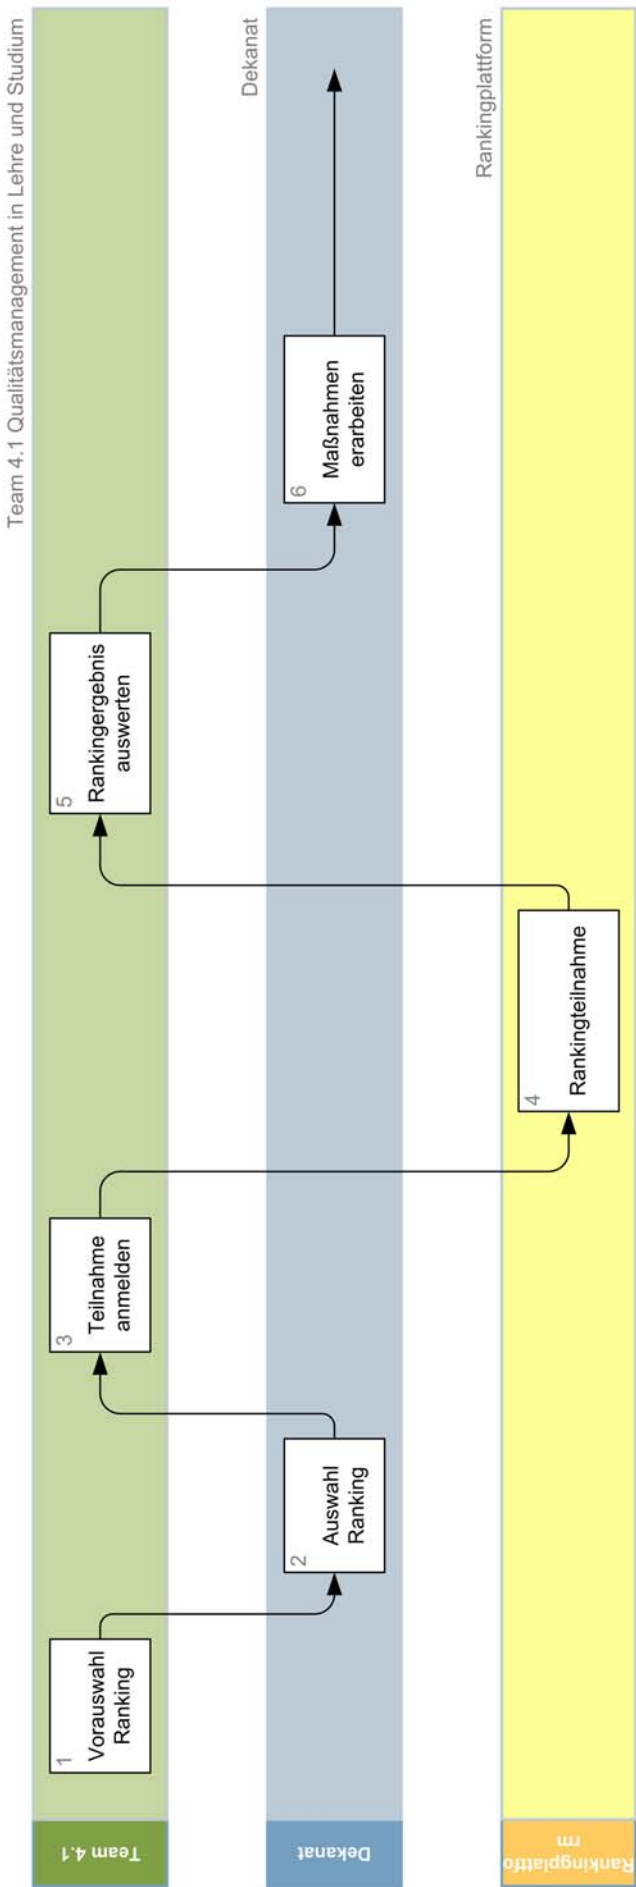 Team 4.1 Qualitätsmanagement in Lehre und Studium
Team 4.1
1
Vorauswahl
Ranking
3
Teilnahme
anmelden
5
Rankingergebnis
auswerten
Dekanat
Dekanat
2
Auswahl
Ranking
6
Maßnahmen
erarbeiten
Rankingplattform
Rankingplattfo
rm
4
Rankingteilnahme